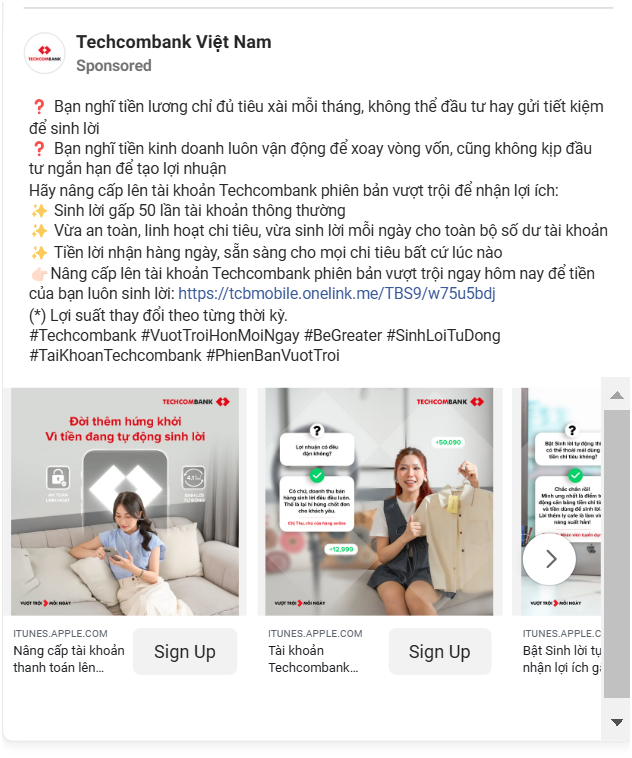 Techcombank Việt Nam
TECHCOMBANK
Sponsored
❓ Bạn nghĩ tiền lương chỉ đủ tiêu xài mỗi tháng, không thể đầu tư hay gửi tiết kiệm
để sinh lời
❓ Bạn nghĩ tiền kinh doanh luôn vận động để xoay vòng vốn, cũng không kịp đầu
tư ngắn hạn để tạo lợi nhuận
Hãy nâng cấp lên tài khoản Techcombank phiên bản vượt trội để nhận lợi ích:
✨ Sinh lời gấp 50 lần tài khoản thông thường
✨ Vừa an toàn, linh hoạt chi tiêu, vừa sinh lời mỗi ngày cho toàn bộ số dư tài khoản
✨ Tiền lời nhận hàng ngày, sẵn sàng cho mọi chi tiêu bất cứ lúc nào
👉🏻Nâng cấp lên tài khoản Techcombank phiên bản vượt trội ngay hôm nay để tiền
của bạn luôn sinh lời: https://tcbmobile.onelink.me/TBS9/w75u5bdj
(*) Lợi suất thay đổi theo từng thời kỳ.
#Techcombank #VuotTroiHonMoiNgay #BeGreater #SinhLoiTuDong
#TaiKhoanTechcombank #PhienBanVuotTroi
TECHCOMBANK
Đời thêm hứng khởi
Vì tiền đang tự động sinh lời
AN TOÀN
LINH HOẠT
SINH LỜI
TỰ ĐỘNG
VƯỢT TRỘI MỖI NGÀY
ITUNES.APPLE.COM
Nâng cấp tài khoản
thanh toán lên…
Sign Up
TECHCOMBANK
?
Lợi nhuận có đều
đặn không?
Có chứ, doanh thu bán
hàng sinh lời đều đều luôn.
Thế là lại hí hửng chốt đơn
cho khách yêu.
Chị Thu, chủ cửa hàng online
+50,090
+12,999
VƯỢT TRỘI MỖI NGÀY
ITUNES.APPLE.COM
Tài khoản
Techcombank…
Sign Up
?
Bật Sinh lời tự động th
có thể thoải mái dùng
tiền chi tiêu không?
Chắc chắn rồi!
Mình ưng nhất là điểm t
động cân bằng tiền chi ti
và tiền dùng để sinh lời.
Lời thêm ly cafe là làm vi
năng suất hẳn!
VƯỢT TRỘI MỖI NGÀY
ITUNES.APPLE.C
Bật Sinh lời tự
nhận lợi ích g